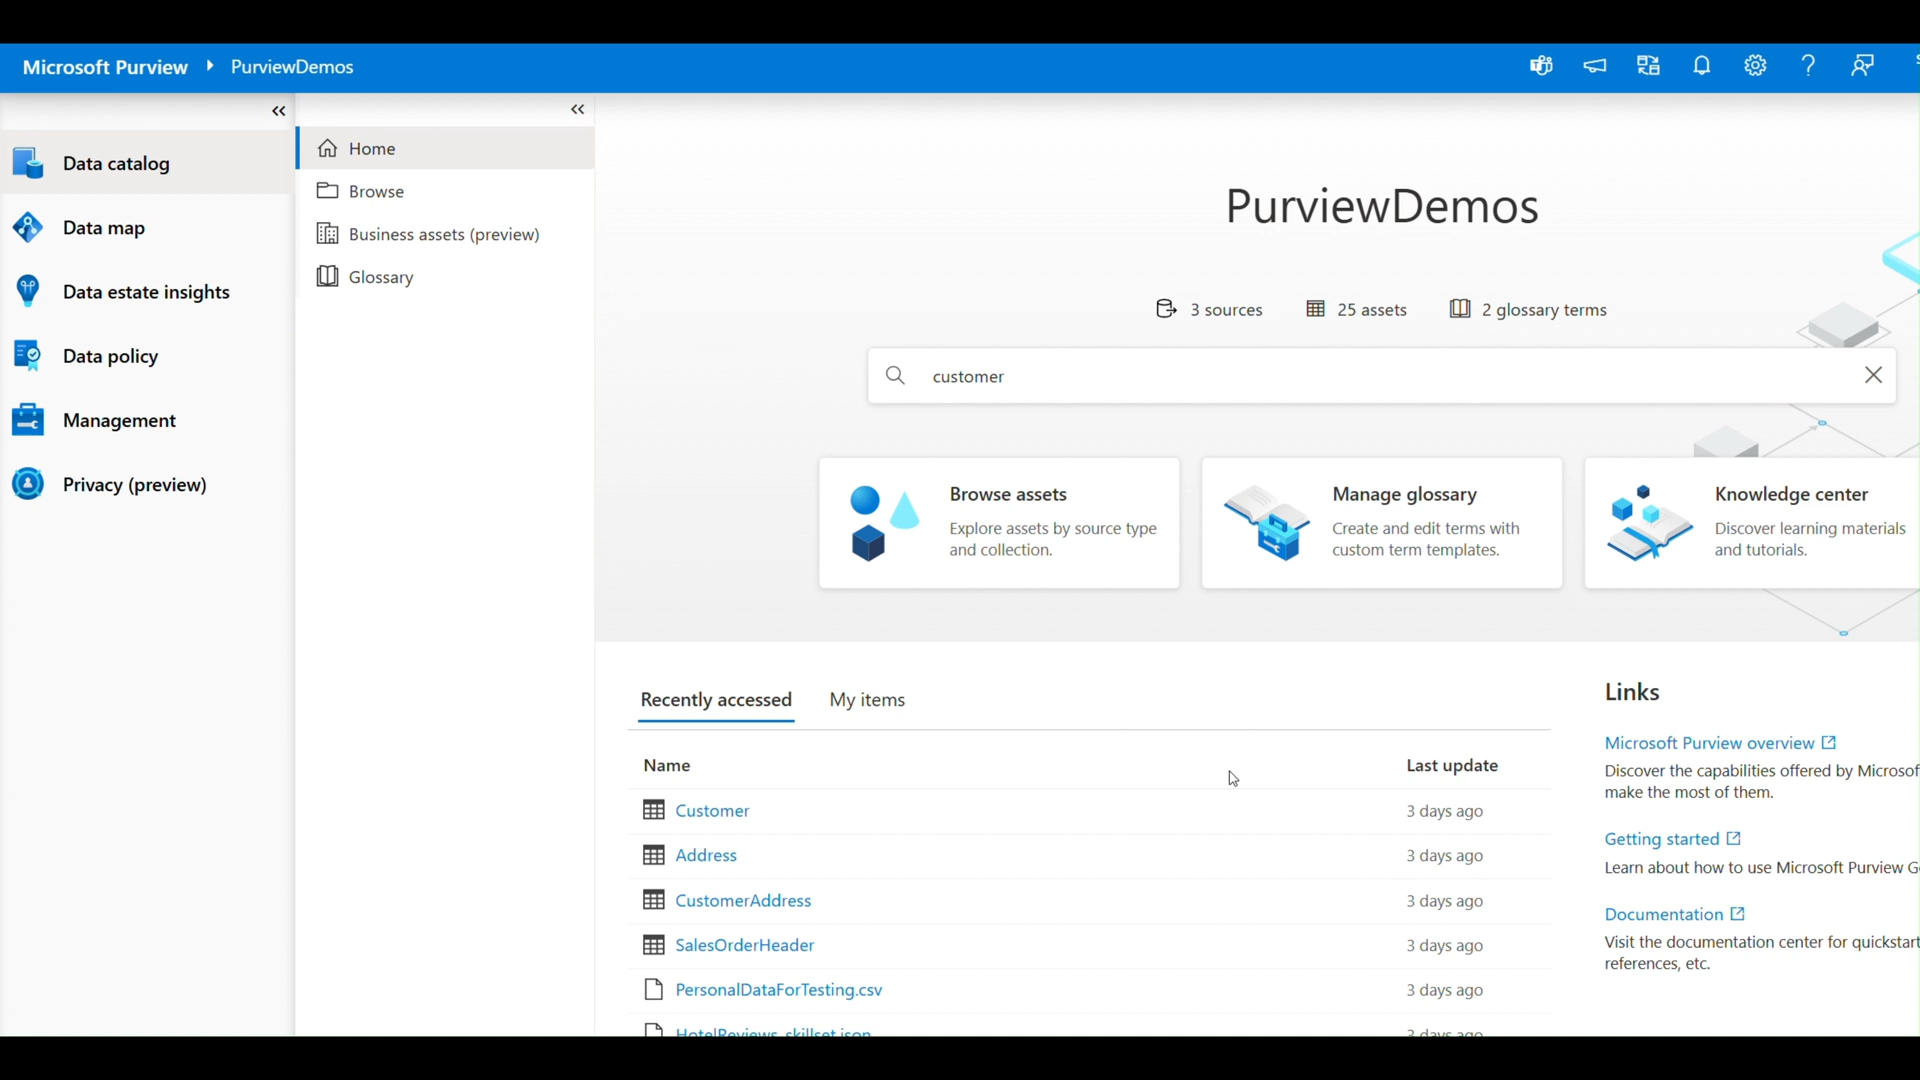 Microsoft Purview PurviewDemos
Data catalog
Data map
Data estate insights
Data policy
Management
Privacy (preview)
Home
Browse
Business assets (preview)
Glossary
PurviewDemos
3 sources 25 assets 2 glossary terms
customer
Browse assets
Explore assets by source type
and collection.
Manage glossary
Create and edit terms with
custom term templates.
Knowledge center
Discover learning materials
and tutorials.
Recently accessed My items
Name Last update
Customer 3 days ago
Address 3 days ago
CustomerAddress 3 days ago
SalesOrderHeader 3 days ago
PersonalDataForTesting.csv 3 days ago
HotelReviews_skillset.json 3 days ago
Links
Microsoft Purview overview
Discover the capabilities offered by Microsof
make the most of them.
Getting started
Learn about how to use Microsoft Purview G
Documentation
Visit the documentation center for quickstart
references, etc.